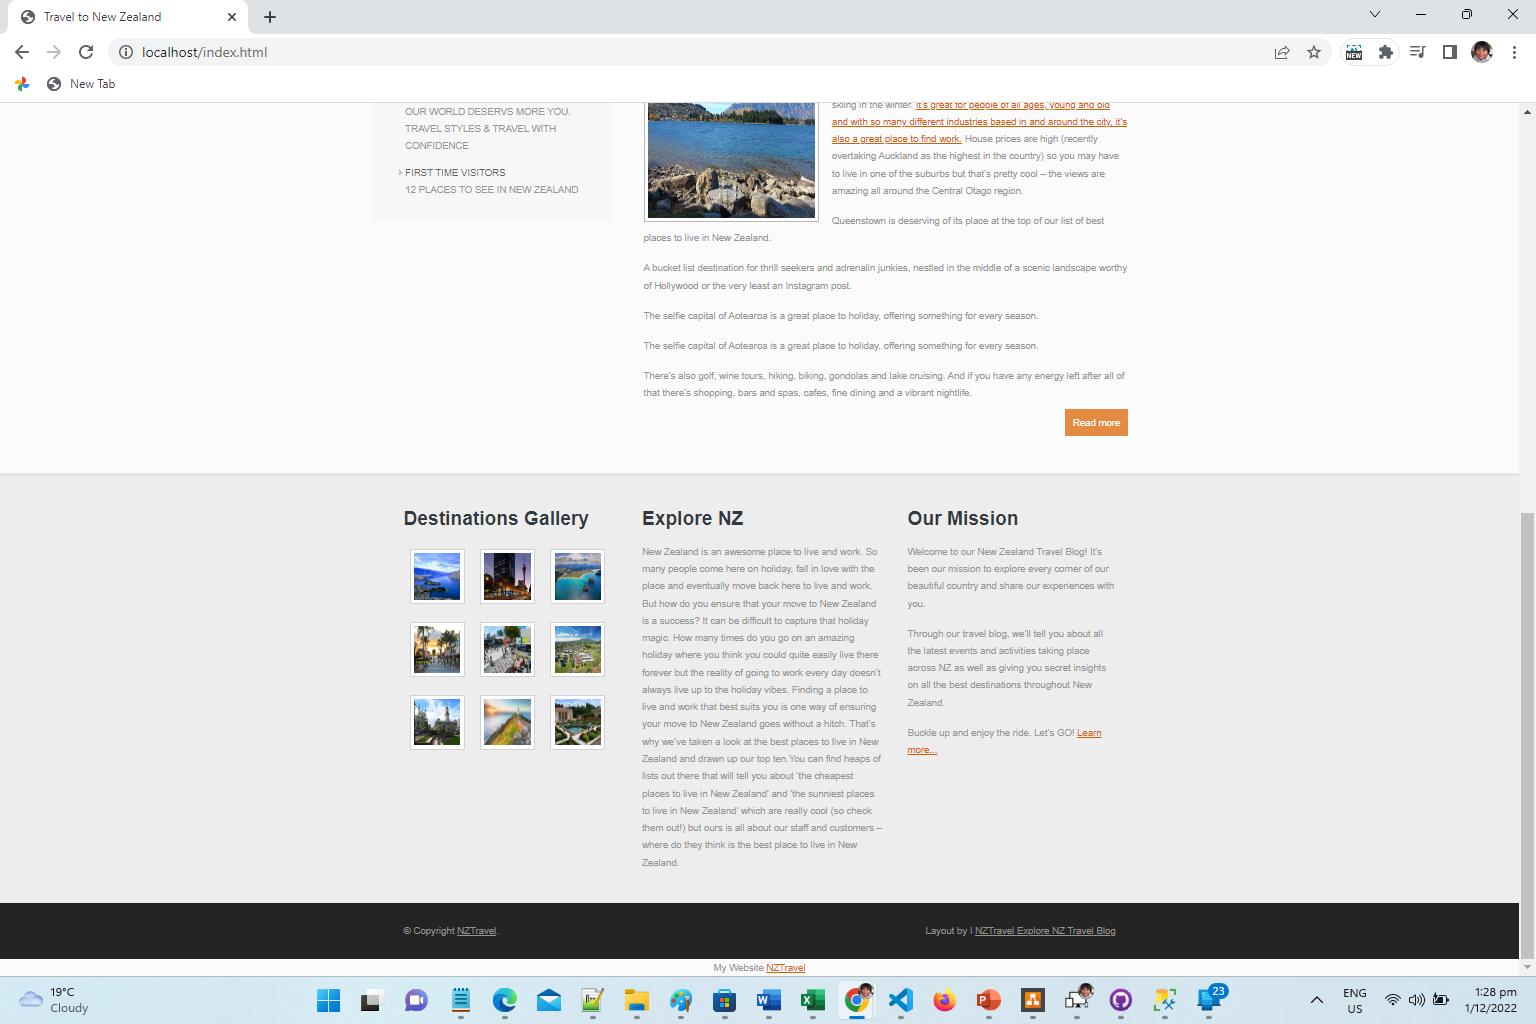 Travel to New Zealand
localhost/index.html
NEW
New Tab
OUR WORLD DESERVS MORE YOU.
TRAVEL STYLES & TRAVEL WITH
CONFIDENCE
FIRST TIME VISITORS
12 PLACES TO SEE IN NEW ZEALAND
skiing in the winter. It's great for people of all ages, young and old
and with so many different industries based in and around the city, it's
also a great place to find work. House prices are high (recently
overtaking Auckland as the highest in the country) so you may have
to live in one of the suburbs but that's pretty cool – the views are
amazing all around the Central Otago region.
Queenstown is deserving of its place at the top of our list of best
places to live in New Zealand.
A bucket list destination for thrill seekers and adrenalin junkies, nestled in the middle of a scenic landscape worthy
of Hollywood or the very least an Instagram post.
The selfie capital of Aotearoa is a great place to holiday, offering something for every season.
The selfie capital of Aotearoa is a great place to holiday, offering something for every season.
There's also golf, wine tours, hiking, biking, gondolas and lake cruising. And if you have any energy left after all of
that there's shopping, bars and spas, cafes, fine dining and a vibrant nightlife.
Read more
Destinations Gallery
Explore NZ
New Zealand is an awesome place to live and work. So
many people come here on holiday, fall in love with the
place and eventually move back here to live and work.
But how do you ensure that your move to New Zealand
is a success? It can be difficult to capture that holiday
magic. How many times do you go on an amazing
holiday where you think you could quite easily live there
forever but the reality of going to work every day doesn't
always live up to the holiday vibes. Finding a place to
live and work that best suits you is one way of ensuring
your move to New Zealand goes without a hitch. That's
why we've taken a look at the best places to live in New
Zealand and drawn up our top ten.You can find heaps of
lists out there that will tell you about 'the cheapest
places to live in New Zealand' and 'the sunniest places
to live in New Zealand' which are really cool (so check
them out!) but ours is all about our staff and customers –
where do they think is the best place to live in New
Zealand.
Our Mission
Welcome to our New Zealand Travel Blog! It's
been our mission to explore every corner of our
beautiful country and share our experiences with
you.
Through our travel blog, we'll tell you about all
the latest events and activities taking place
across NZ as well as giving you secret insights
on all the best destinations throughout New
Zealand.
Buckle up and enjoy the ride. Let's GO! Learn
more...
© Copyright NZTravel.
Layout by l NZTravel Explore NZ Travel Blog
My Website NZTravel
19°C
Cloudy
23
ENG
US
1:28 pm
1/12/2022